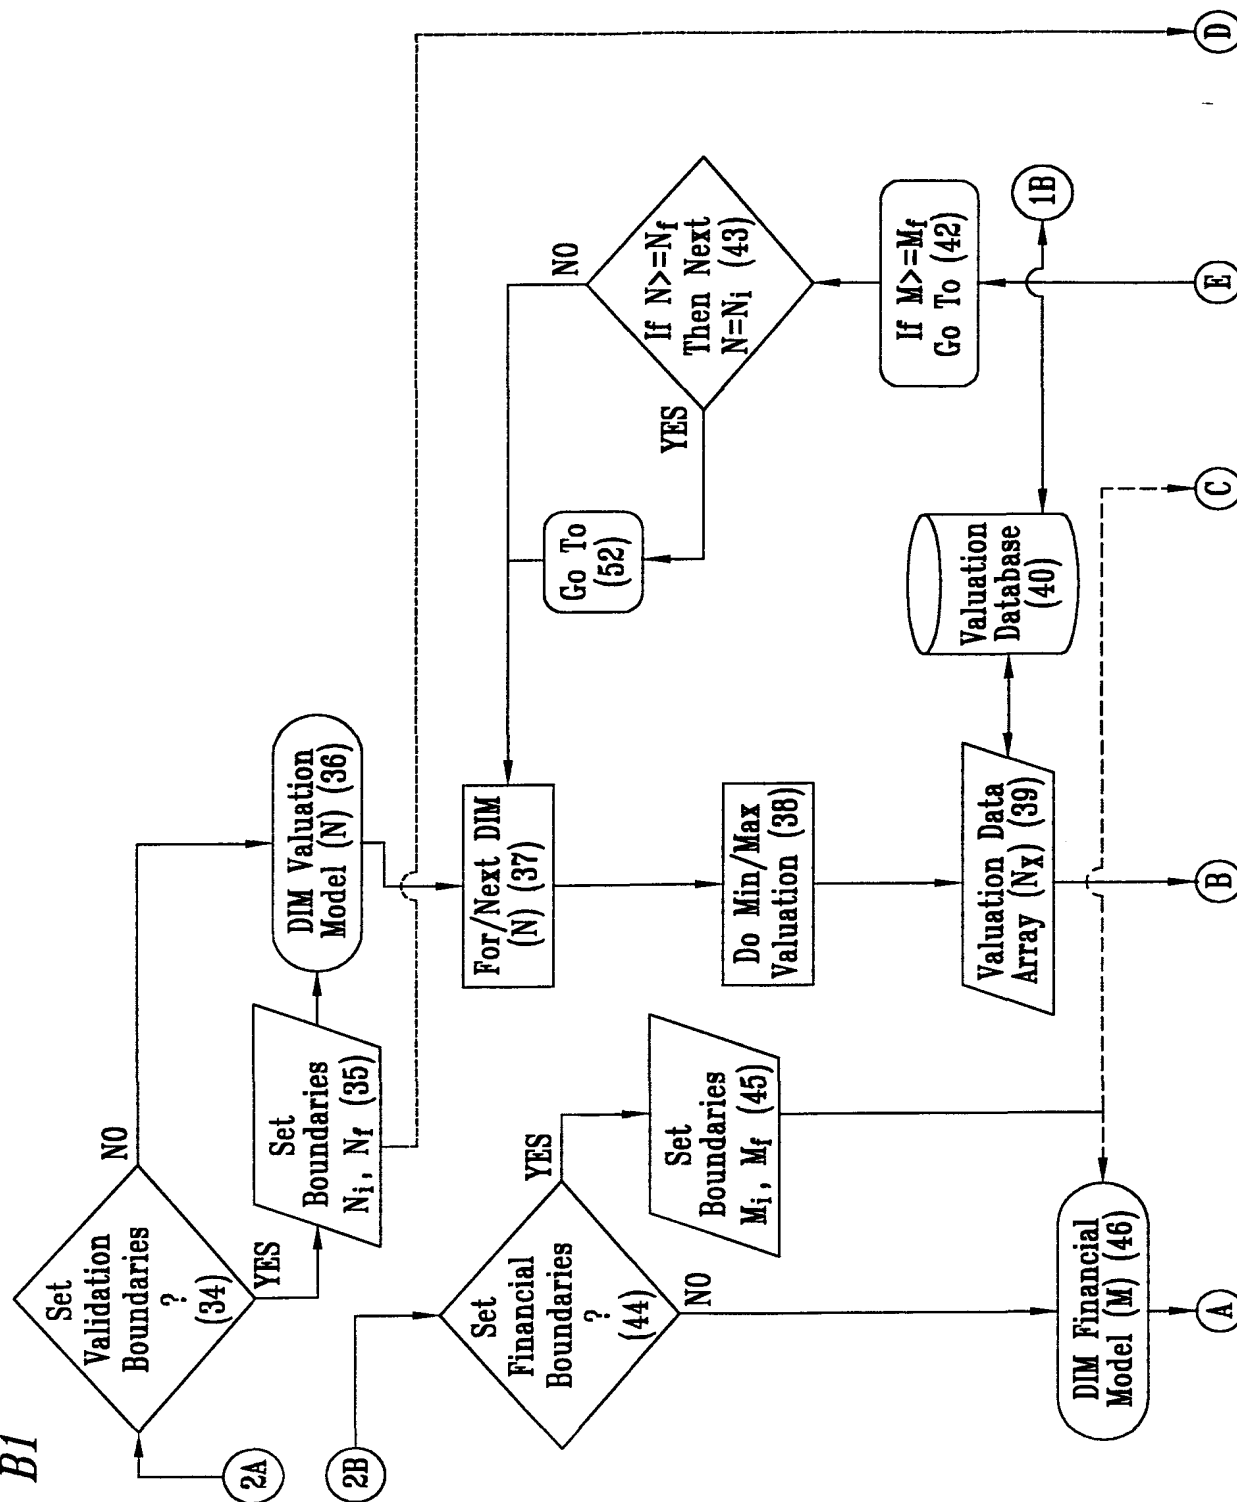 B1
2A
Set
Validation
Boundaries
?
(34)
NO
YES
Set
Boundaries
Ni, Nf (35)
DIM Valuation
Model (N) (36)
2B
Set
Financial
Boundaries
?
(44)
YES
NO
Set
Boundaries
Mi, Mf (45)
For/Next DIM
(N) (37)
Do Min/Max
Valuation (38)
Valuation Data
Array (NX) (39)
Valuation
Database
(40)
Go To
(52)
YES
NO
If N>=Nf
Then Next
N=Ni (43)
If M>=Mf
Go To (42)
1B
DIM Financial
Model (M) (46)
A
B
C
E
D